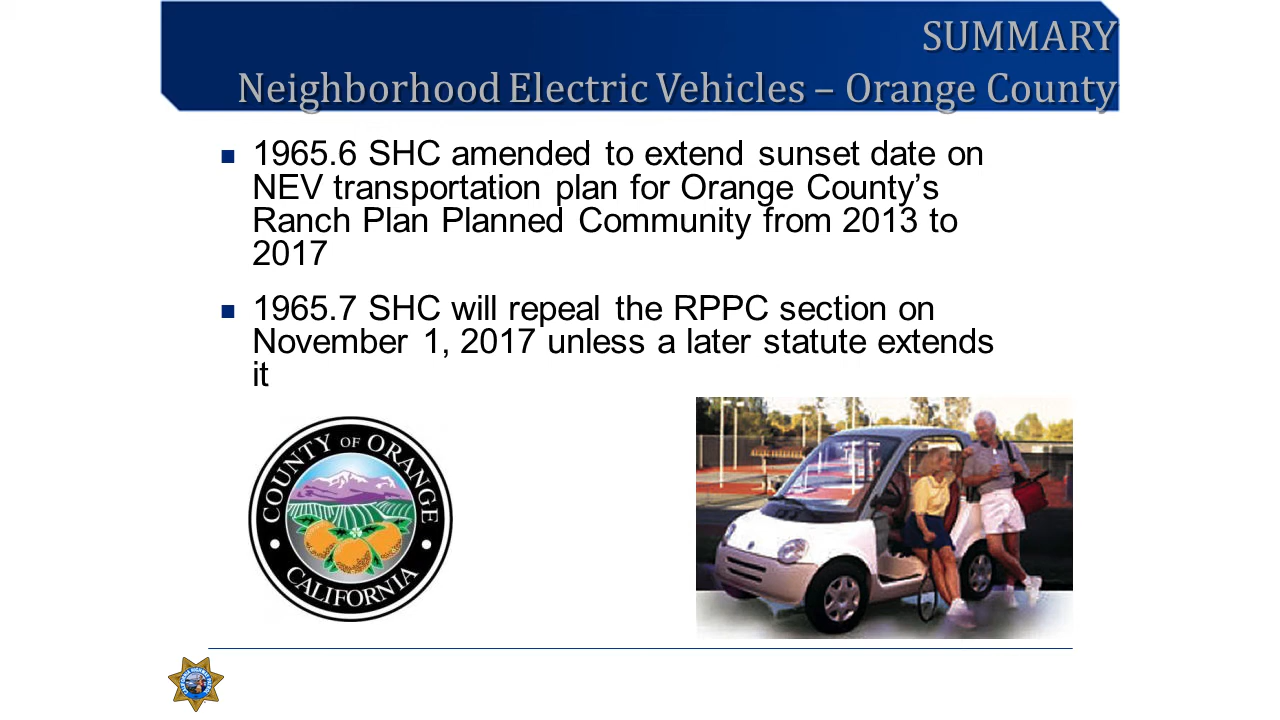 SUMMARY
Neighborhood Electric Vehicles – Orange County
■ 1965.6 SHC amended to extend sunset date on
NEV transportation plan for Orange County’s
Ranch Plan Planned Community from 2013 to
2017
■ 1965.7 SHC will repeal the RPPC section on
November 1, 2017 unless a later statute extends
it
COUNTY OF ORANGE
CALIFORNIA